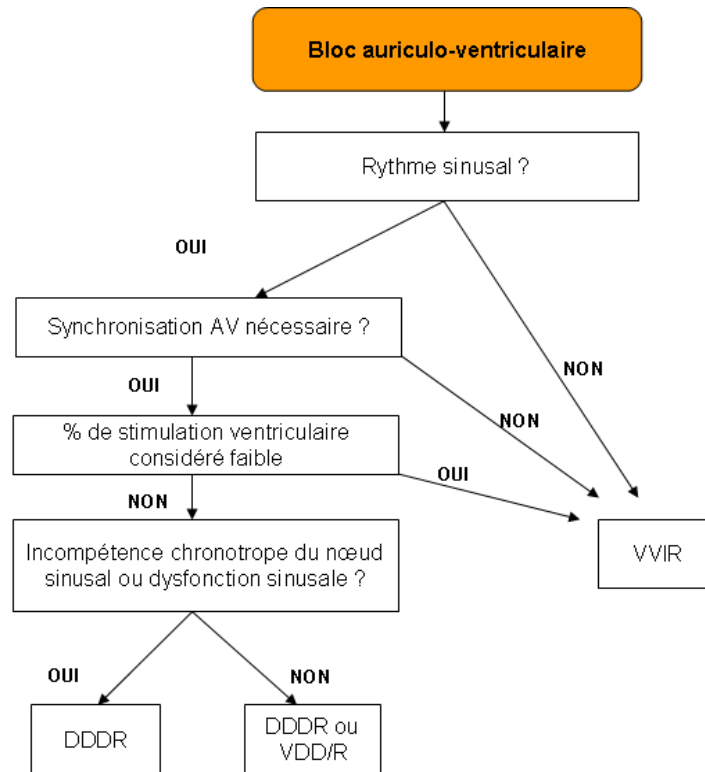 Bloc auriculo-ventriculaire
Rythme sinusal ?
OUI
Synchronisation AV nécessaire ?
NON
OUI
NON
% de stimulation ventriculaire
considéré faible
OUI
NON
Incompétence chronotrope du nœud
sinusal ou dysfonction sinusale ?
VVIR
OUI
NON
DDDR
DDDR ou
VDD/R